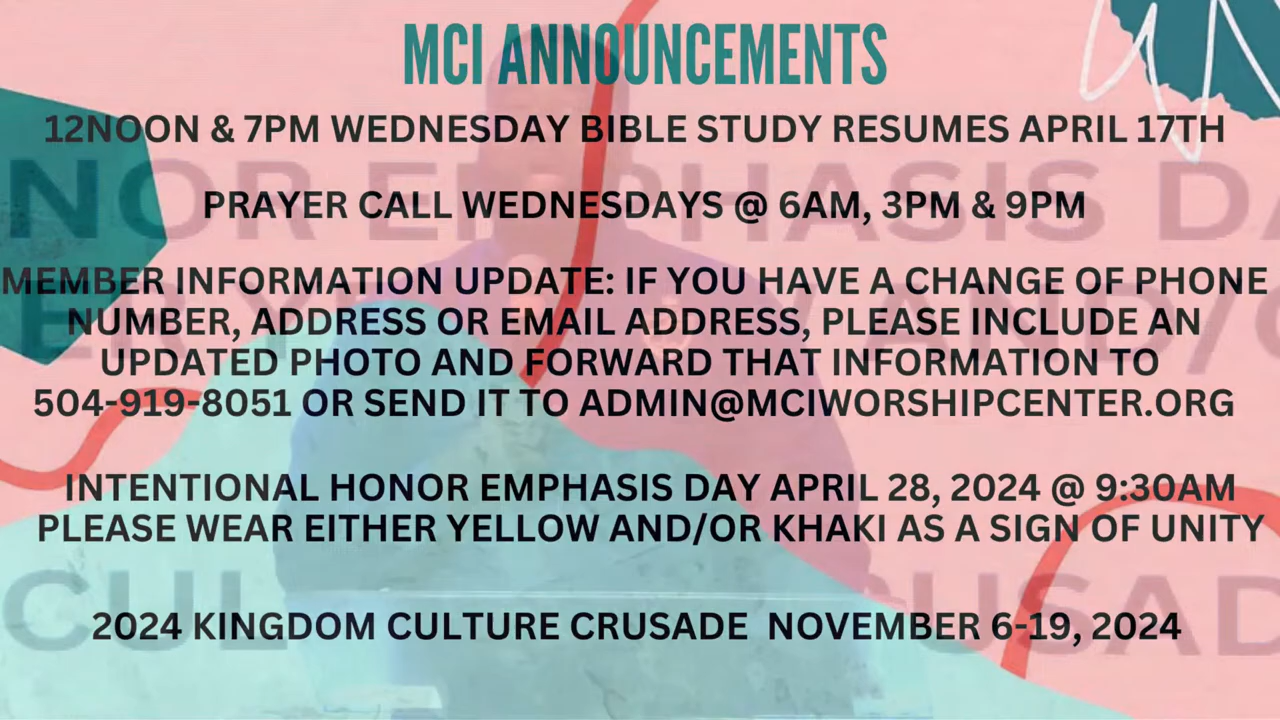 MCI ANNOUNCEMENTS
12NOON & 7PM WEDNESDAY BIBLE STUDY RESUMES APRIL 17TH
PRAYER CALL WEDNESDAYS @ 6AM, 3PM & 9PM
MEMBER INFORMATION UPDATE: IF YOU HAVE A CHANGE OF PHONE
NUMBER, ADDRESS OR EMAIL ADDRESS, PLEASE INCLUDE AN
UPDATED PHOTO AND FORWARD THAT INFORMATION TO
504-919-8051 OR SEND IT TO ADMIN@MCIWORSHIPCENTER.ORG
INTENTIONAL HONOR EMPHASIS DAY APRIL 28, 2024 @ 9:30AM
PLEASE WEAR EITHER YELLOW AND/OR KHAKI AS A SIGN OF UNITY
2024 KINGDOM CULTURE CRUSADE NOVEMBER 6-19, 2024